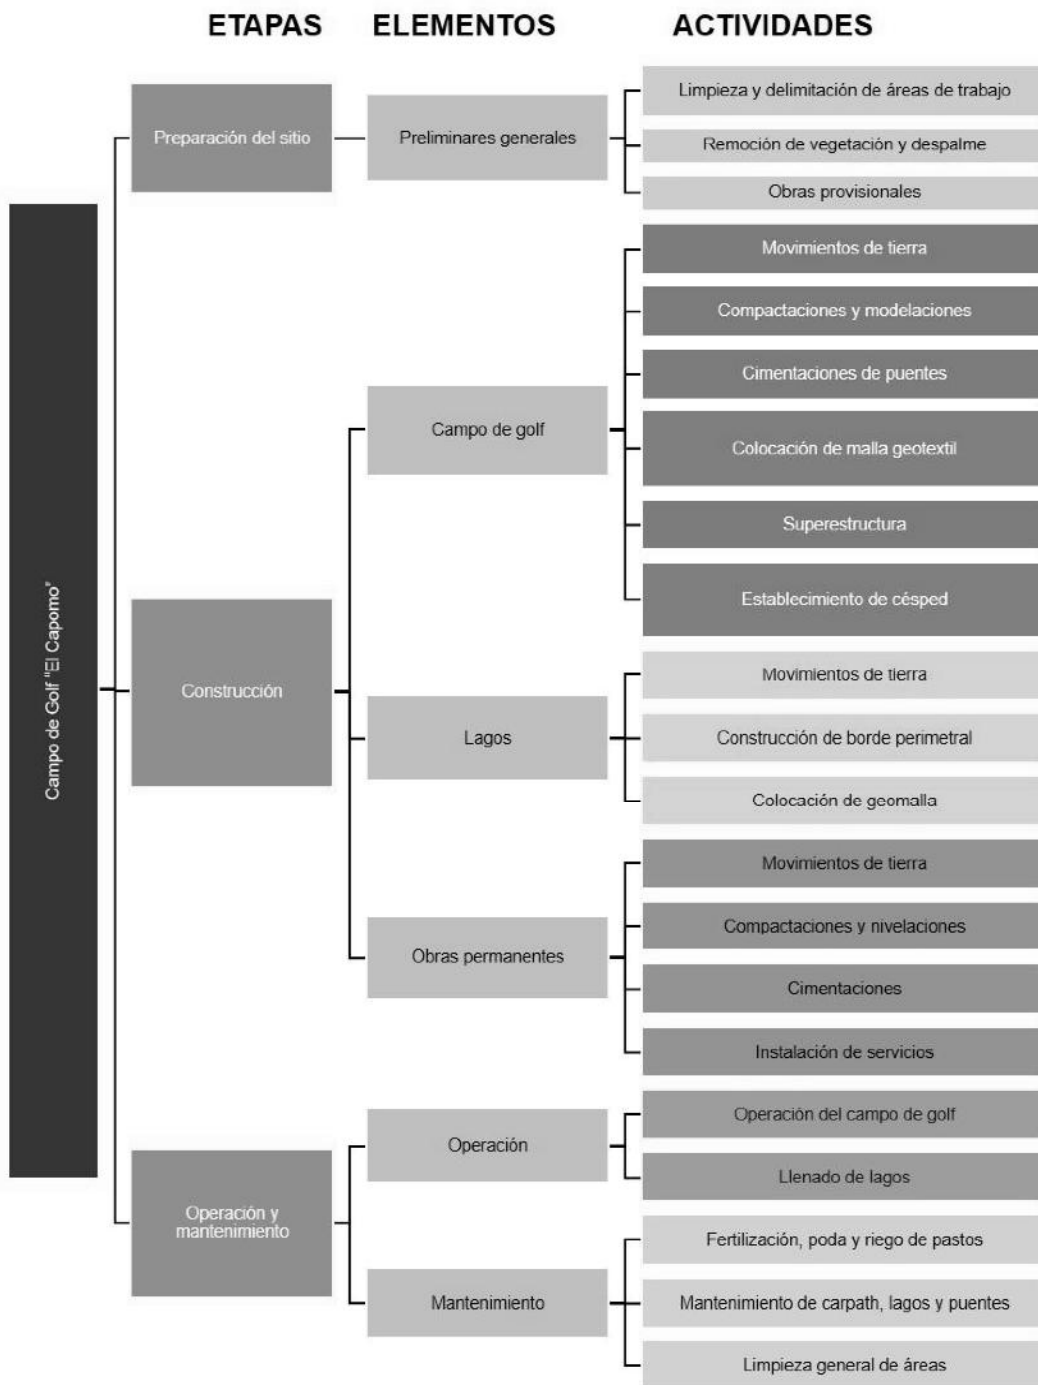 ETAPAS ELEMENTOS ACTIVIDADES
Campo de Golf "El Capomo"
Preparación del sitio
Preliminares generales
Limpieza y delimitación de áreas de trabajo
Remoción de vegetación y despalme
Obras provisionales
Construcción
Campo de golf
Movimientos de tierra
Compactaciones y modelaciones
Cimentaciones de puentes
Colocación de malla geotextil
Superestructura
Establecimiento de césped
Lagos
Movimientos de tierra
Construcción de borde perimetral
Colocación de geomalla
Obras permanentes
Movimientos de tierra
Compactaciones y nivelaciones
Cimentaciones
Instalación de servicios
Operación y
mantenimiento
Operación
Operación del campo de golf
Llenado de lagos
Mantenimiento
Fertilización, poda y riego de pastos
Mantenimiento de carpath, lagos y puentes
Limpieza general de áreas